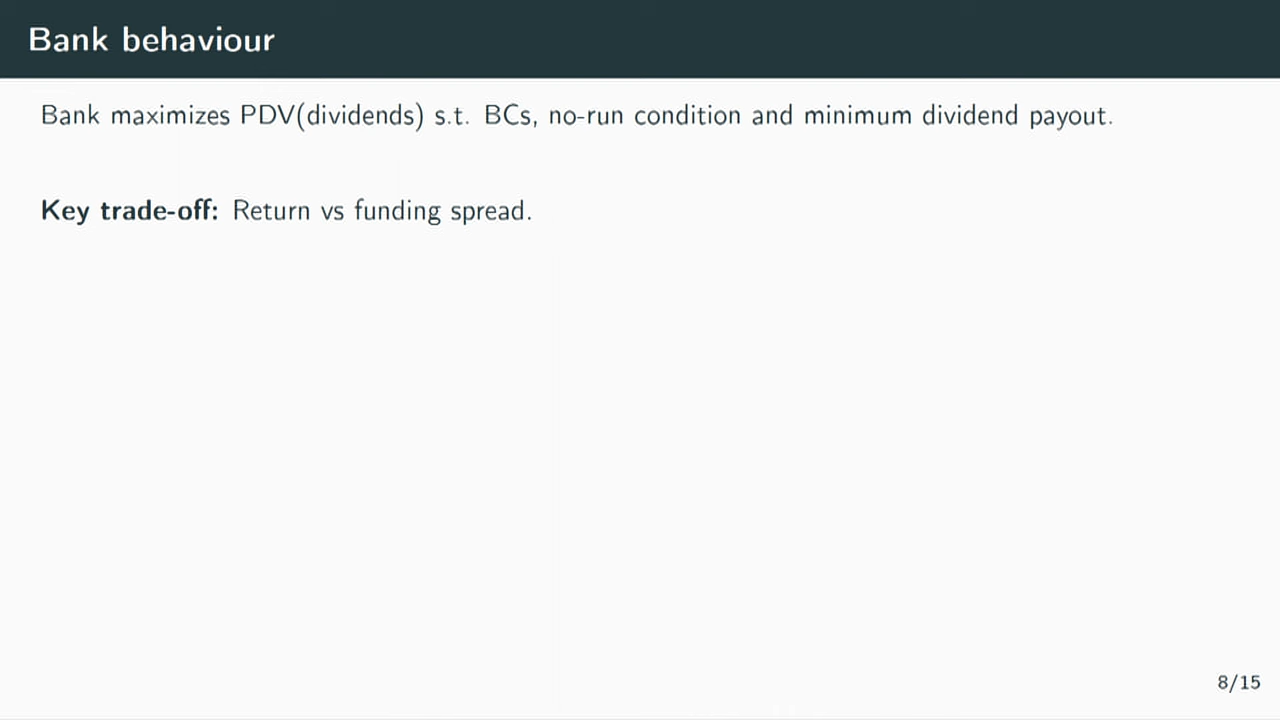 Bank behaviour
Bank maximizes PDV(dividends) s.t. BCs, no-run condition and minimum dividend payout.
Key trade-off: Return vs funding spread.
8/15